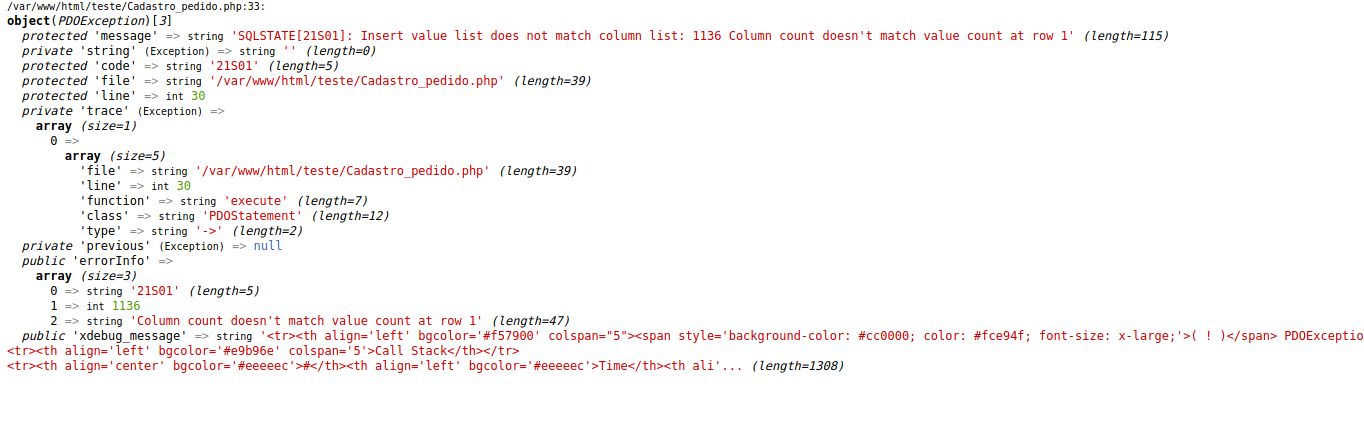 /var/www/html/teste/Cadastro_pedido.php:33:
object(PDOException)[3]
protected 'message' => string 'SQLSTATE[21S01]: Insert value list does not match column list: 1136 Column count doesn't match value count at row 1' (length=115)
private 'string' (Exception) => string '' (length=0)
protected 'code' => string '21S01' (length=5)
protected 'file' => string '/var/www/html/teste/Cadastro_pedido.php' (length=39)
protected 'line' => int 30
private 'trace' (Exception) =>
array (size=1)
0 =>
array (size=5)
'file' => string '/var/www/html/teste/Cadastro_pedido.php' (length=39)
'line' => int 30
'function' => string 'execute' (length=7)
'class' => string 'PDOStatement' (length=12)
'type' => string '->' (length=2)
private 'previous' (Exception) => null
public 'errorInfo' =>
array (size=3)
0 => string '21S01' (length=5)
1 => int 1136
2 => string 'Column count doesn't match value count at row 1' (length=47)
public 'xdebug_message' => string '<tr><th align='left' bgcolor='#f57900' colspan="5"><span style='background-color: #cc0000; color: #fce94f; font-size: x-large;'>( ! )</span> PDOExceptio
<tr><th align='left' bgcolor='#e9b96e' colspan='5'>Call Stack</th></tr>
<tr><th align='center' bgcolor='#eeeeec'>#</th><th align='left' bgcolor='#eeeeec'>Time</th><th ali'... (length=1308)